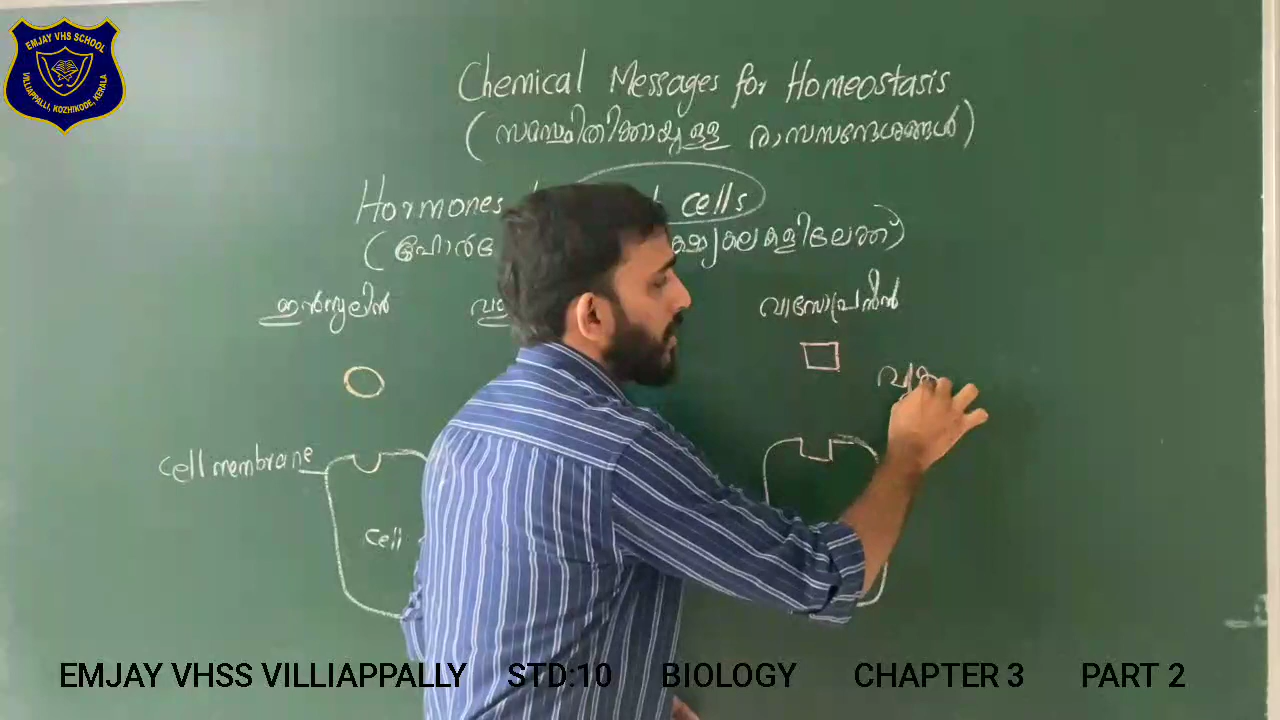 EMJAY VHS SCHOOL
VILLIAPPALLI, KOZHIKODE, KERALA
Chemical Messages for Homeostasis
(സമസ്ഥിതിക്കായുള്ള രാസസന്ദേശങ്ങൾ)
Hormones cells
ഇൻസുലിൻ വാസോപ്രസിൻ
cell membrane
cell
EMJAY VHSS VILLIAPPALLY STD:10 BIOLOGY CHAPTER 3 PART 2